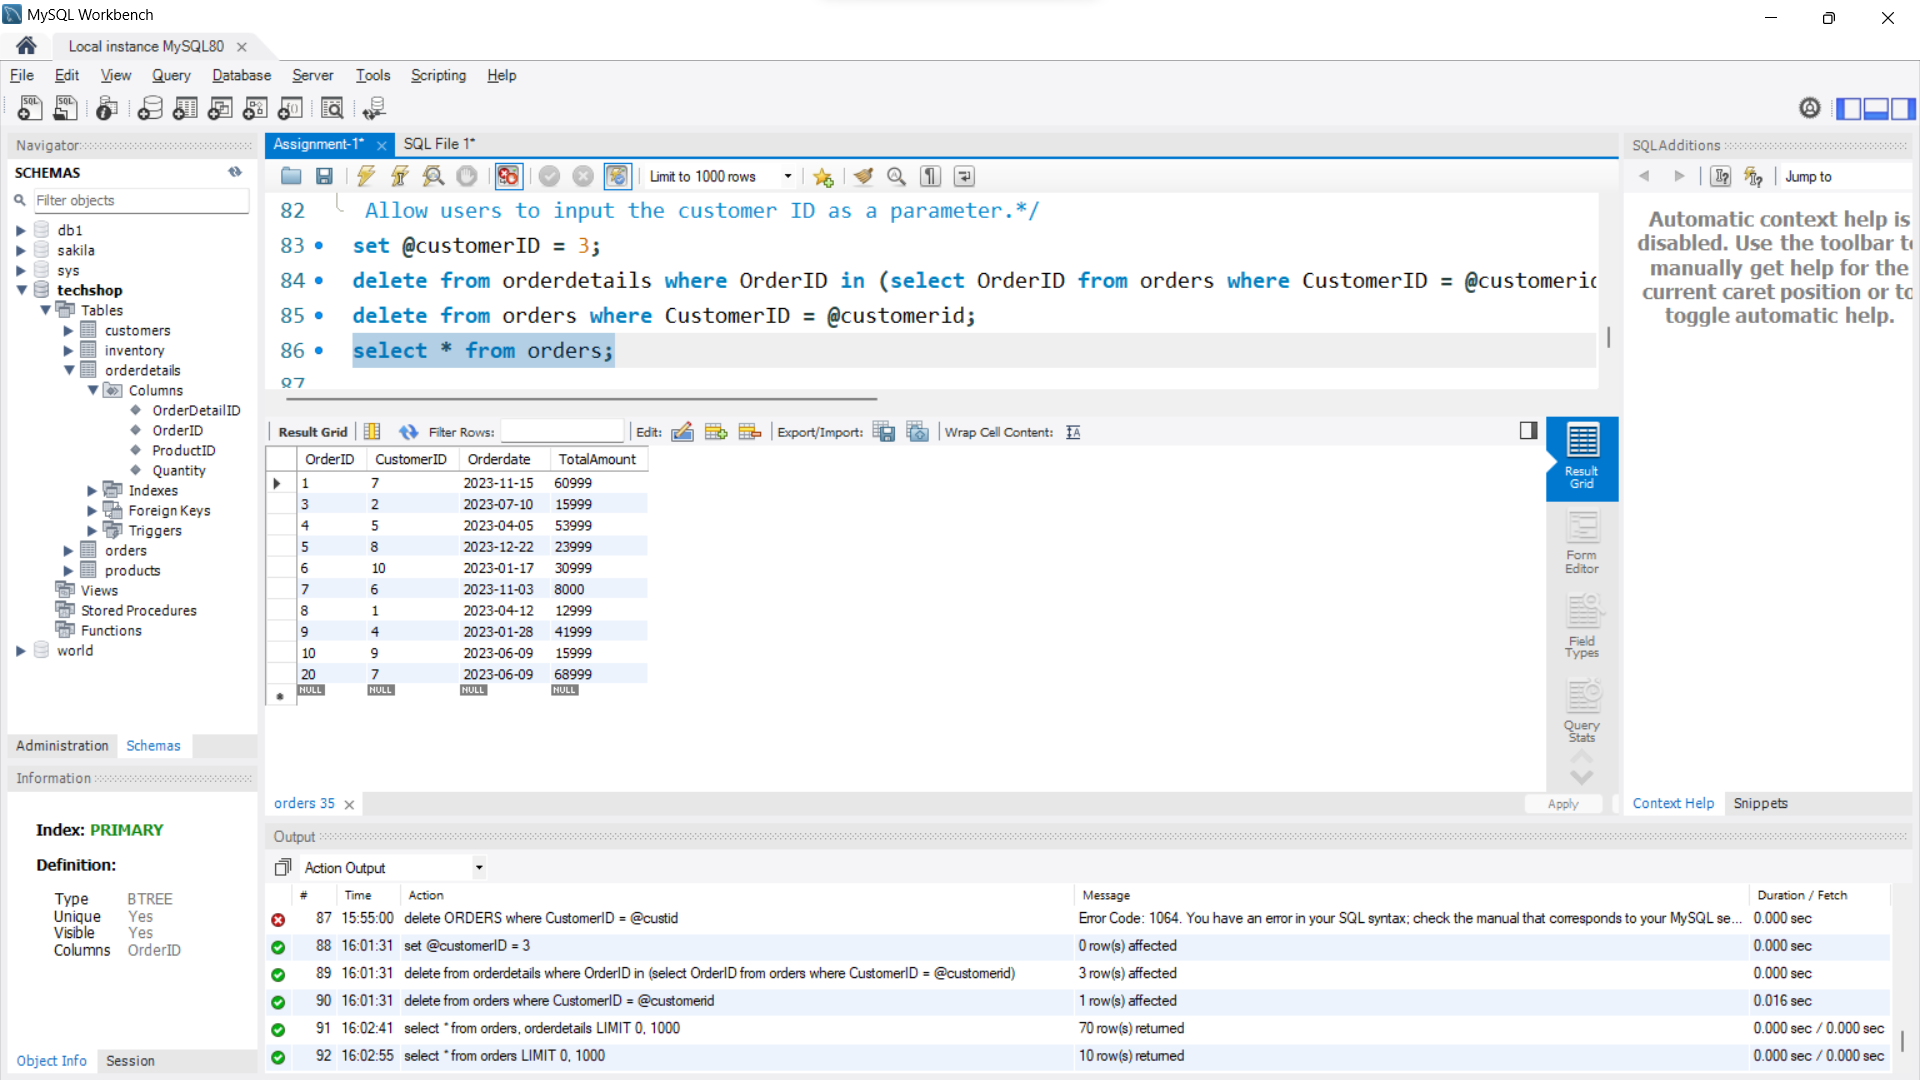 MySQL Workbench
Local instance MySQL80
File Edit View Query Database Server Tools Scripting Help
Navigator
SCHEMAS
Filter objects
db1
sakila
sys
techshop
Tables
customers
inventory
orderdetails
Columns
OrderDetailID
OrderID
ProductID
Quantity
Indexes
Foreign Keys
Triggers
orders
products
Views
Stored Procedures
Functions
world
Administration Schemas
Information
Index: PRIMARY
Definition:
Type BTREE
Unique Yes
Visible Yes
Columns OrderID
Object Info Session
Assignment-1* SQL File 1*
Limit to 1000 rows
82 Allow users to input the customer ID as a parameter.*/
83 set @customerID = 3;
84 delete from orderdetails where OrderID in (select OrderID from orders where CustomerID = @customerid
85 delete from orders where CustomerID = @customerid;
86 select * from orders;
87
Result Grid Filter Rows: Edit: Export/Import: Wrap Cell Content:
OrderID CustomerID Orderdate TotalAmount
1 7 2023-11-15 60999
3 2 2023-07-10 15999
4 5 2023-04-05 53999
5 8 2023-12-22 23999
6 10 2023-01-17 30999
7 6 2023-11-03 8000
8 1 2023-04-12 12999
9 4 2023-01-28 41999
10 9 2023-06-09 15999
20 7 2023-06-09 68999
NULL NULL NULL NULL
Result
Grid
Form
Editor
Field
Types
Query
Stats
orders 35
Apply
SQLAdditions
Jump to
Automatic context help is
disabled. Use the toolbar to
manually get help for the
current caret position or to
toggle automatic help.
Context Help Snippets
Output
Action Output
# Time Action Message Duration / Fetch
87 15:55:00 delete ORDERS where CustomerID = @custid Error Code: 1064. You have an error in your SQL syntax; check the manual that corresponds to your MySQL se... 0.000 sec
88 16:01:31 set @customerID = 3 0 row(s) affected 0.000 sec
89 16:01:31 delete from orderdetails where OrderID in (select OrderID from orders where CustomerID = @customerid) 3 row(s) affected 0.000 sec
90 16:01:31 delete from orders where CustomerID = @customerid 1 row(s) affected 0.016 sec
91 16:02:41 select * from orders, orderdetails LIMIT 0, 1000 70 row(s) returned 0.000 sec / 0.000 sec
92 16:02:55 select * from orders LIMIT 0, 1000 10 row(s) returned 0.000 sec / 0.000 sec